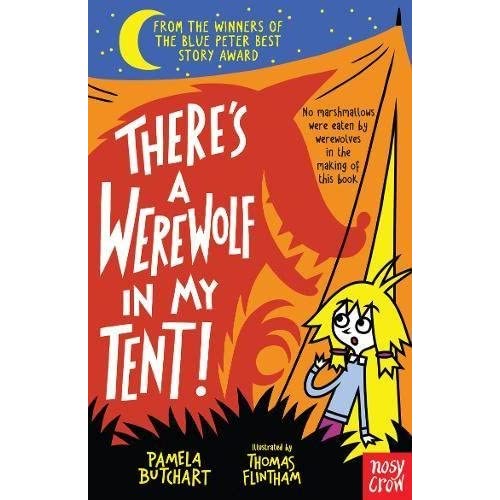 FROM THE WINNERS OF
THE BLUE PETER BEST
STORY AWARD
No marshmallows
were eaten by
werewolves
in the
making of
this book
THERE'S
A
WEREWOLF
IN MY
TENT!
PAMELA
BUTCHART
Illustrated by
THOMAS
FLINTHAM
nosy
crow